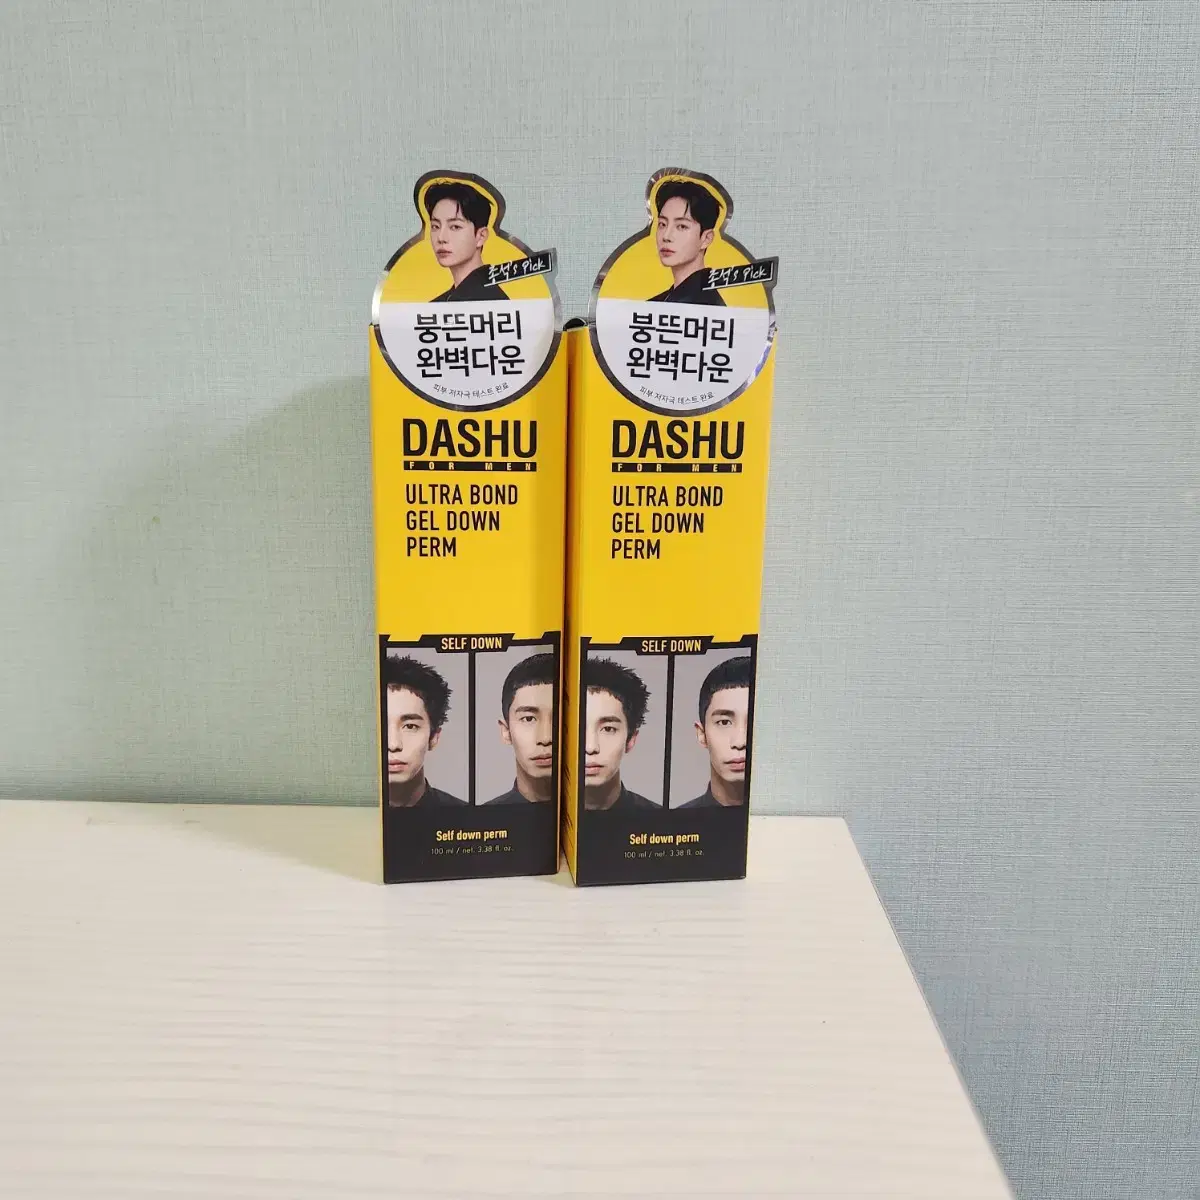 종석's Pick
붕뜬머리
완벽다운
피부 저자극 테스트 완료
DASHU
FOR MEN
ULTRA BOND
GEL DOWN
PERM
SELF DOWN
Self down perm
100 ml / net. 3.38 fl. oz.
종석's Pick
붕뜬머리
완벽다운
피부 저자극 테스트 완료
DASHU
FOR MEN
ULTRA BOND
GEL DOWN
PERM
SELF DOWN
Self down perm
100 ml / net. 3.38 fl. oz.